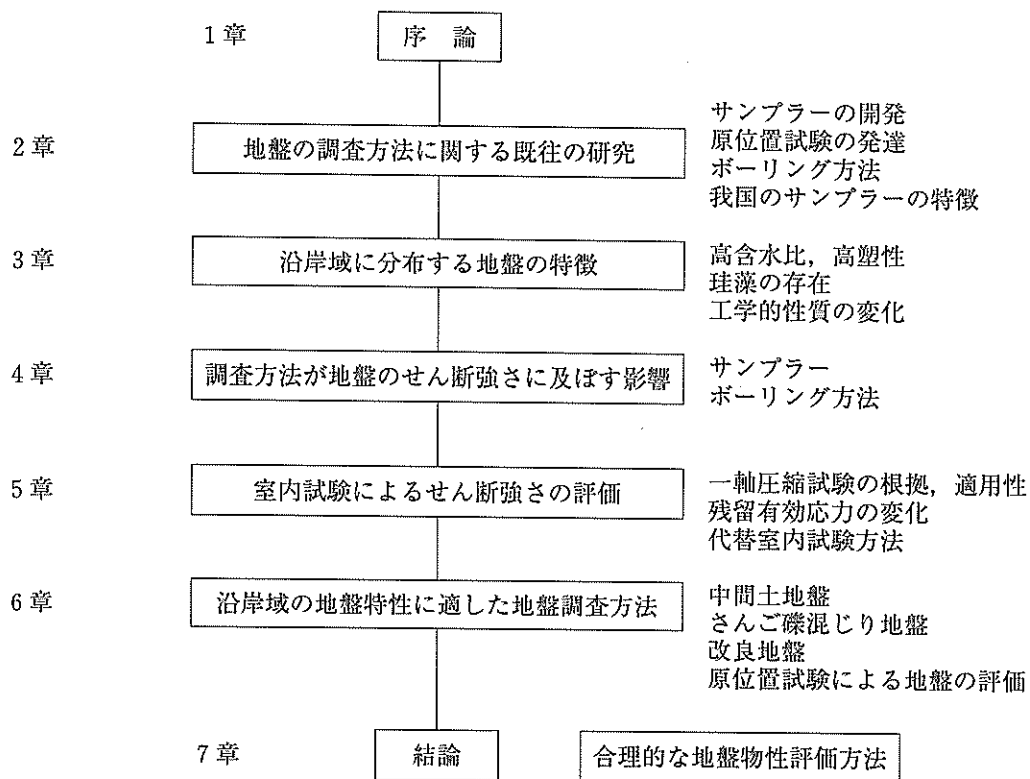 1章
序 論
2章
地盤の調査方法に関する既往の研究
サンプラーの開発
原位置試験の発達
ボーリング方法
我国のサンプラーの特徴
3章
沿岸域に分布する地盤の特徴
高含水比，高塑性
珪藻の存在
工学的性質の変化
4章
調査方法が地盤のせん断強さに及ぼす影響
サンプラー
ボーリング方法
5章
室内試験によるせん断強さの評価
一軸圧縮試験の根拠，適用性
残留有効応力の変化
代替室内試験方法
6章
沿岸域の地盤特性に適した地盤調査方法
中間土地盤
さんご礫混じり地盤
改良地盤
原位置試験による地盤の評価
7章
結論
合理的な地盤物性評価方法